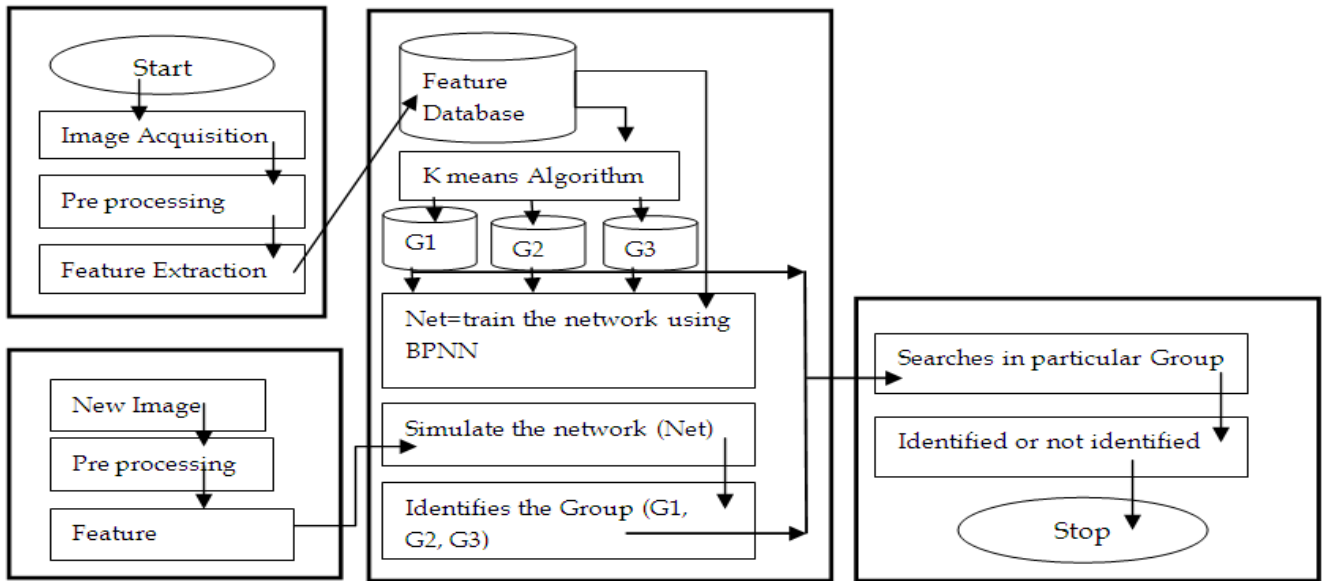 Start
Image Acquisition
Pre processing
Feature Extraction
New Image
Pre processing
Feature
Feature
Database
K means Algorithm
G1
G2
G3
Net=train the network using
BPNN
Simulate the network (Net)
Identifies the Group (G1,
G2, G3)
Searches in particular Group
Identified or not identified
Stop